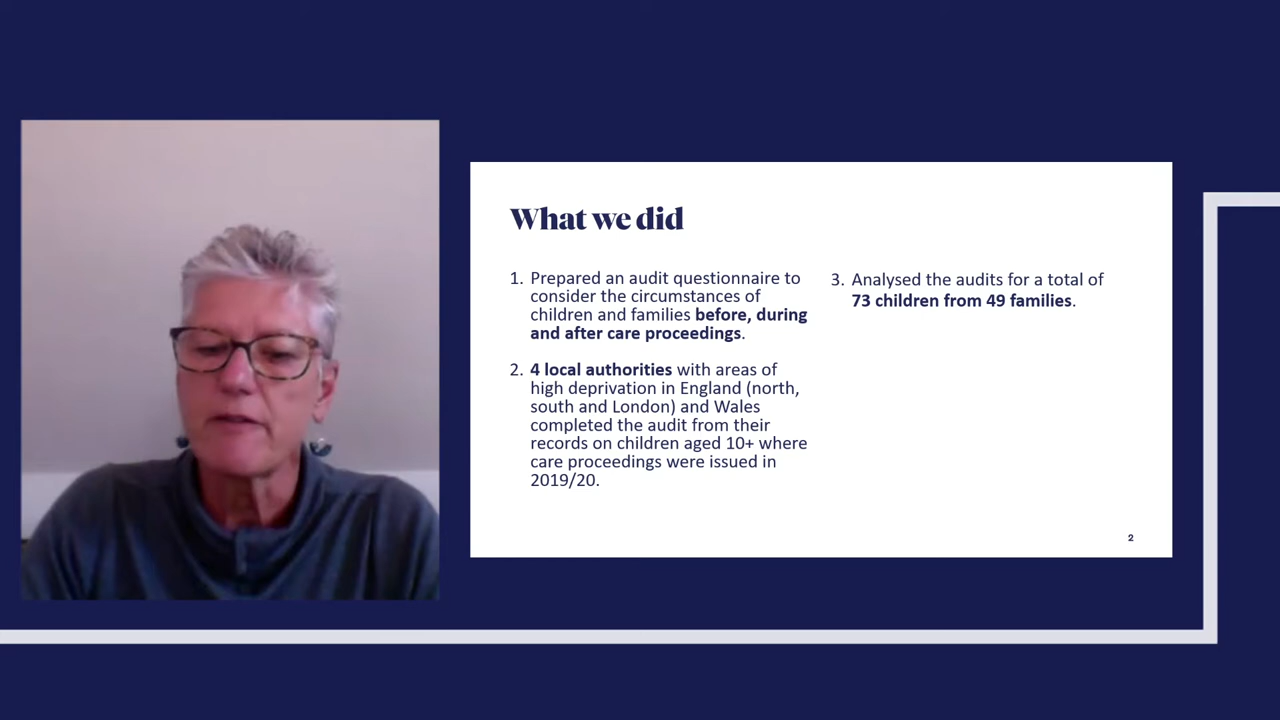 What we did
1. Prepared an audit questionnaire to
consider the circumstances of
children and families before, during
and after care proceedings.
2. 4 local authorities with areas of
high deprivation in England (north,
south and London) and Wales
completed the audit from their
records on children aged 10+ where
care proceedings were issued in
2019/20.
3. Analysed the audits for a total of
73 children from 49 families.
2